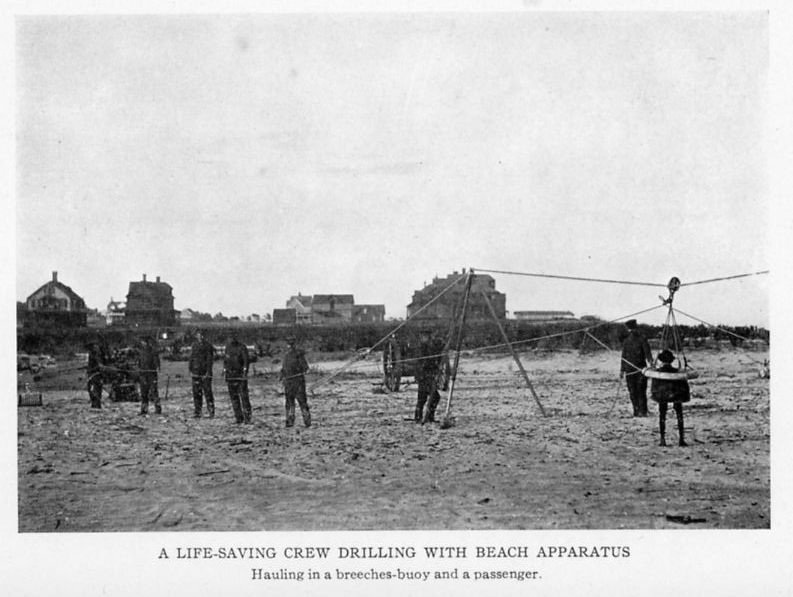 A LIFE-SAVING CREW DRILLING WITH BEACH APPARATUS
Hauling in a breeches-buoy and a passenger.